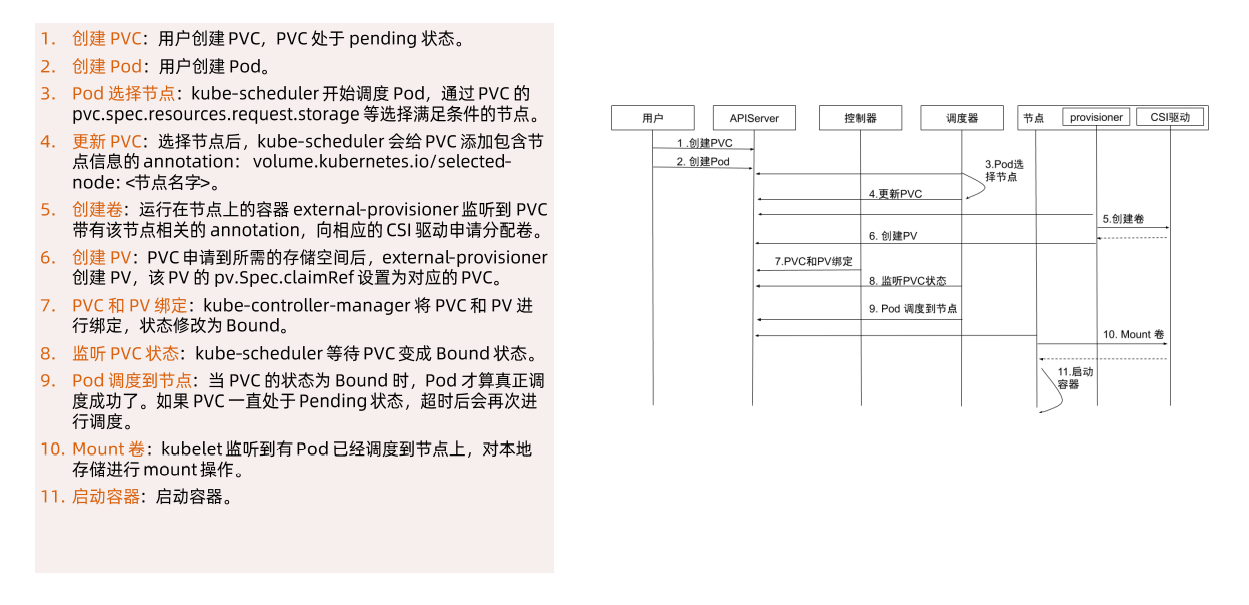 1. 创建 PVC：用户创建 PVC，PVC 处于 pending 状态。
2. 创建 Pod：用户创建 Pod。
3. Pod 选择节点：kube-scheduler 开始调度 Pod，通过 PVC 的
pvc.spec.resources.request.storage 等选择满足条件的节点。
4. 更新 PVC：选择节点后，kube-scheduler 会给 PVC 添加包含节
点信息的 annotation： volume.kubernetes.io/selected-
node: <节点名字>。
5. 创建卷：运行在节点上的容器 external-provisioner 监听到 PVC
带有该节点相关的 annotation，向相应的 CSI 驱动申请分配卷。
6. 创建 PV：PVC 申请到所需的存储空间后，external-provisioner
创建 PV，该 PV 的 pv.Spec.claimRef 设置为对应的 PVC。
7. PVC 和 PV 绑定：kube-controller-manager 将 PVC 和 PV 进
行绑定，状态修改为 Bound。
8. 监听 PVC 状态：kube-scheduler 等待 PVC 变成 Bound 状态。
9. Pod 调度到节点：当 PVC 的状态为 Bound 时，Pod 才算真正调
度成功了。如果 PVC 一直处于 Pending 状态，超时后会再次进
行调度。
10. Mount 卷：kubelet 监听到有 Pod 已经调度到节点上，对本地
存储进行 mount 操作。
11. 启动容器：启动容器。
用户
APIServer
控制器
调度器
节点
provisioner
CSI驱动
1 .创建PVC
2. 创建Pod
3.Pod选
择节点
4.更新PVC
5.创建卷
6. 创建PV
7.PVC和PV绑定
8. 监听PVC状态
9. Pod 调度到节点
10. Mount 卷
11.启动
容器